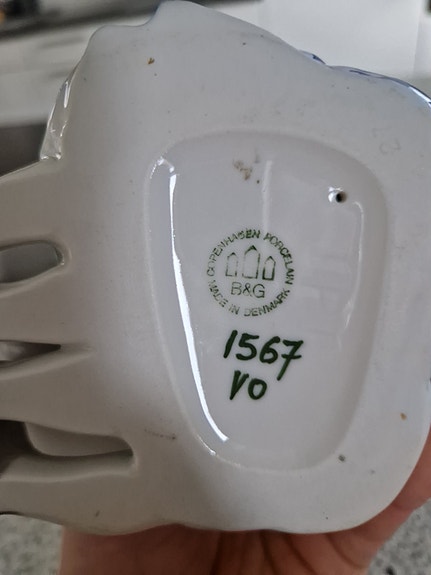 COPENHAGEN PORCELAIN
B&G
MADE IN DENMARK
1567
VO